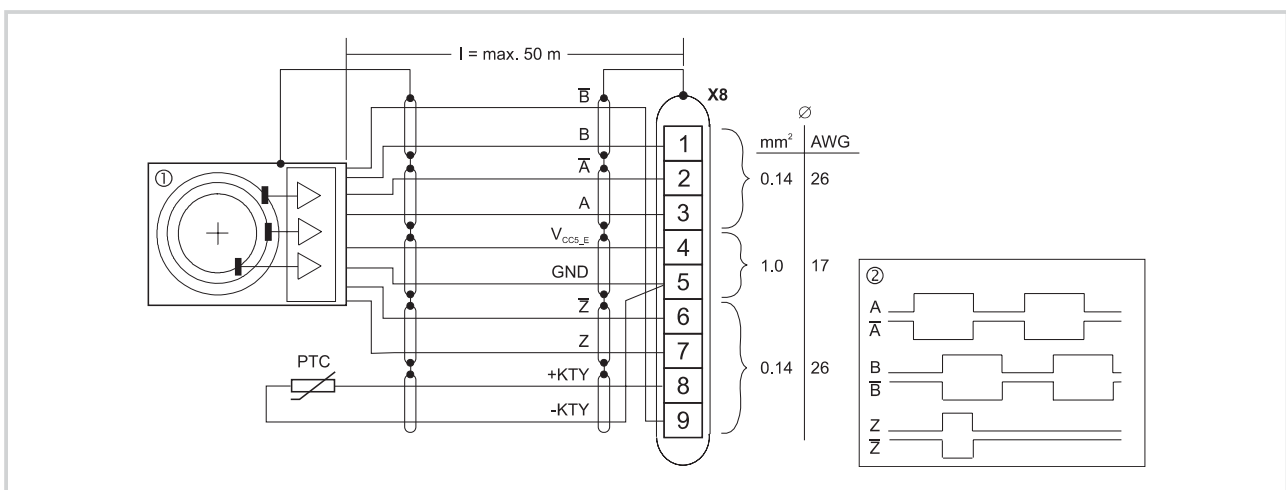 l = max. 50 m
X8
B̅
B
A̅
A
V_CC5_E
GND
Z̅
Z
+KTY
-KTY
PTC
①
1
2
3
4
5
6
7
8
9
∅
mm² AWG
0.14 26
1.0 17
0.14 26
②
A
A̅
B
B̅
Z
Z̅